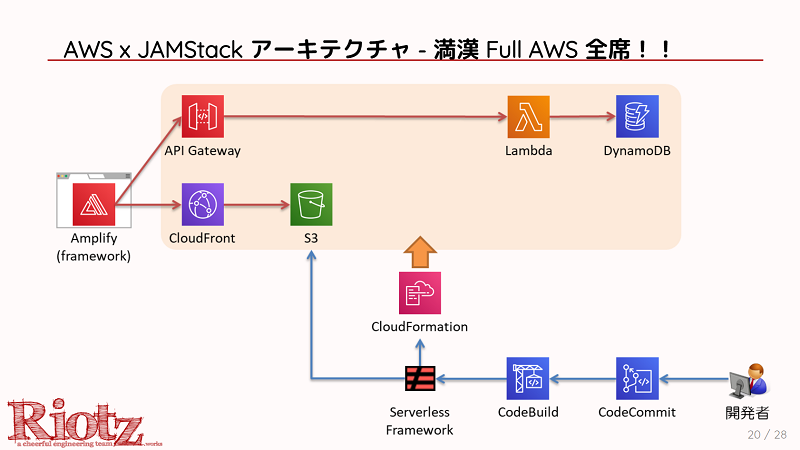 AWS x JAMStack アーキテクチャ - 満漢 Full AWS 全席！！
API Gateway
Lambda
DynamoDB
Amplify
(framework)
CloudFront
S3
CloudFormation
Serverless
Framework
CodeBuild
CodeCommit
開発者
Riotz
a cheerful engineering team
.works
20 / 28